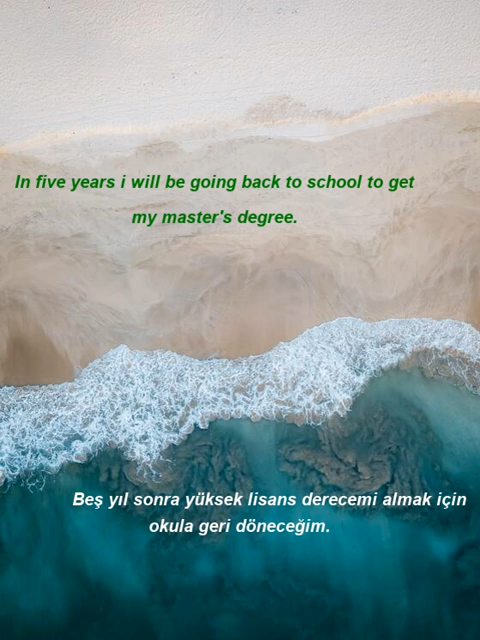 In five years i will be going back to school to get
my master's degree.
Beş yıl sonra yüksek lisans derecemi almak için
okula geri döneceğim.